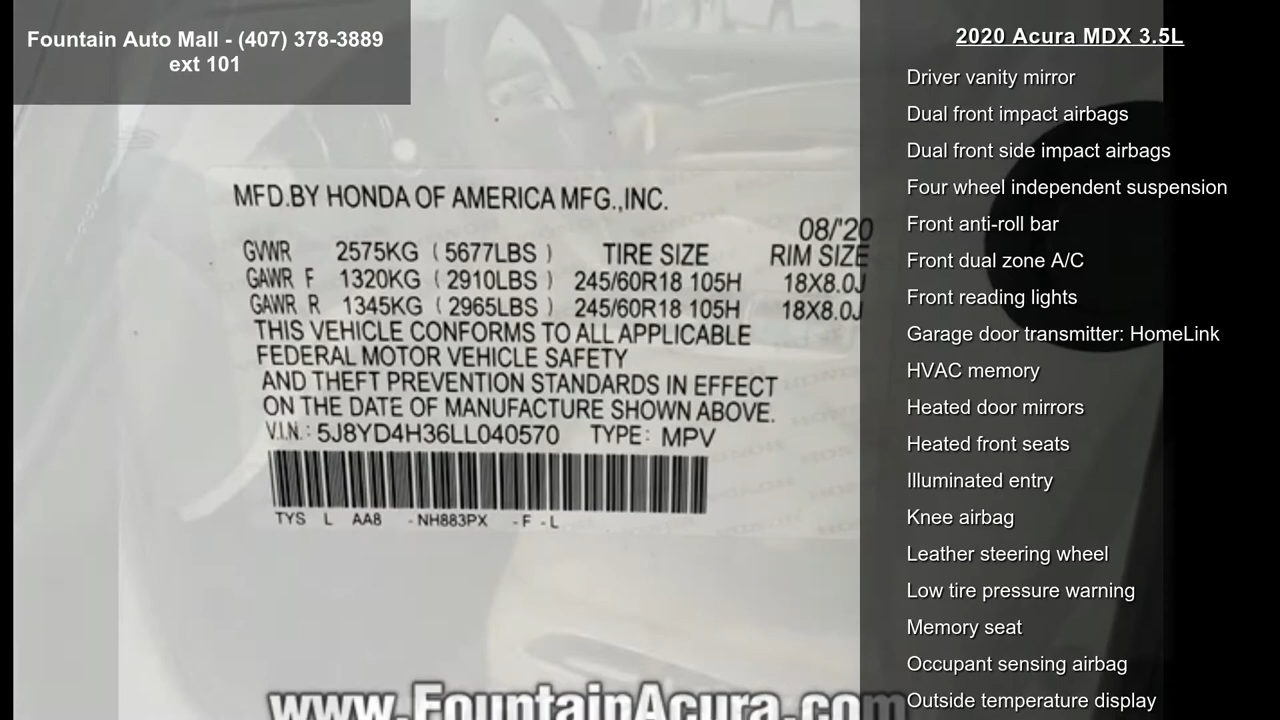 Fountain Auto Mall - (407) 378-3889
ext 101
MFD.BY HONDA OF AMERICA MFG.,INC.
08/'20
GVWR 2575KG ( 5677LBS ) TIRE SIZE RIM SIZE
GAWR F 1320KG ( 2910LBS ) 245/60R18 105H 18X8.0J
GAWR R 1345KG ( 2965LBS ) 245/60R18 105H 18X8.0J
THIS VEHICLE CONFORMS TO ALL APPLICABLE
FEDERAL MOTOR VEHICLE SAFETY
AND THEFT PREVENTION STANDARDS IN EFFECT
ON THE DATE OF MANUFACTURE SHOWN ABOVE.
V.I.N.: 5J8YD4H36LL040570 TYPE: MPV
TYS L AA8 -NH883PX -F -L
www.FountainAcura.com
2020 Acura MDX 3.5L
Driver vanity mirror
Dual front impact airbags
Dual front side impact airbags
Four wheel independent suspension
Front anti-roll bar
Front dual zone A/C
Front reading lights
Garage door transmitter: HomeLink
HVAC memory
Heated door mirrors
Heated front seats
Illuminated entry
Knee airbag
Leather steering wheel
Low tire pressure warning
Memory seat
Occupant sensing airbag
Outside temperature display